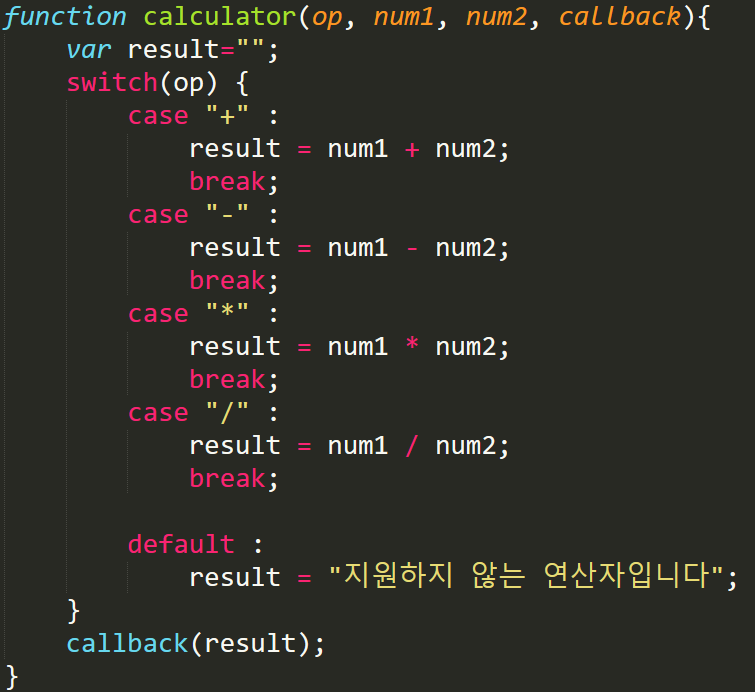 function calculator(op, num1, num2, callback){
    var result="";
    switch(op) {
        case "+" :
            result = num1 + num2;
            break;
        case "-" :
            result = num1 - num2;
            break;
        case "*" :
            result = num1 * num2;
            break;
        case "/" :
            result = num1 / num2;
            break;

        default :
            result = "지원하지 않는 연산자입니다";
    }
    callback(result);
}